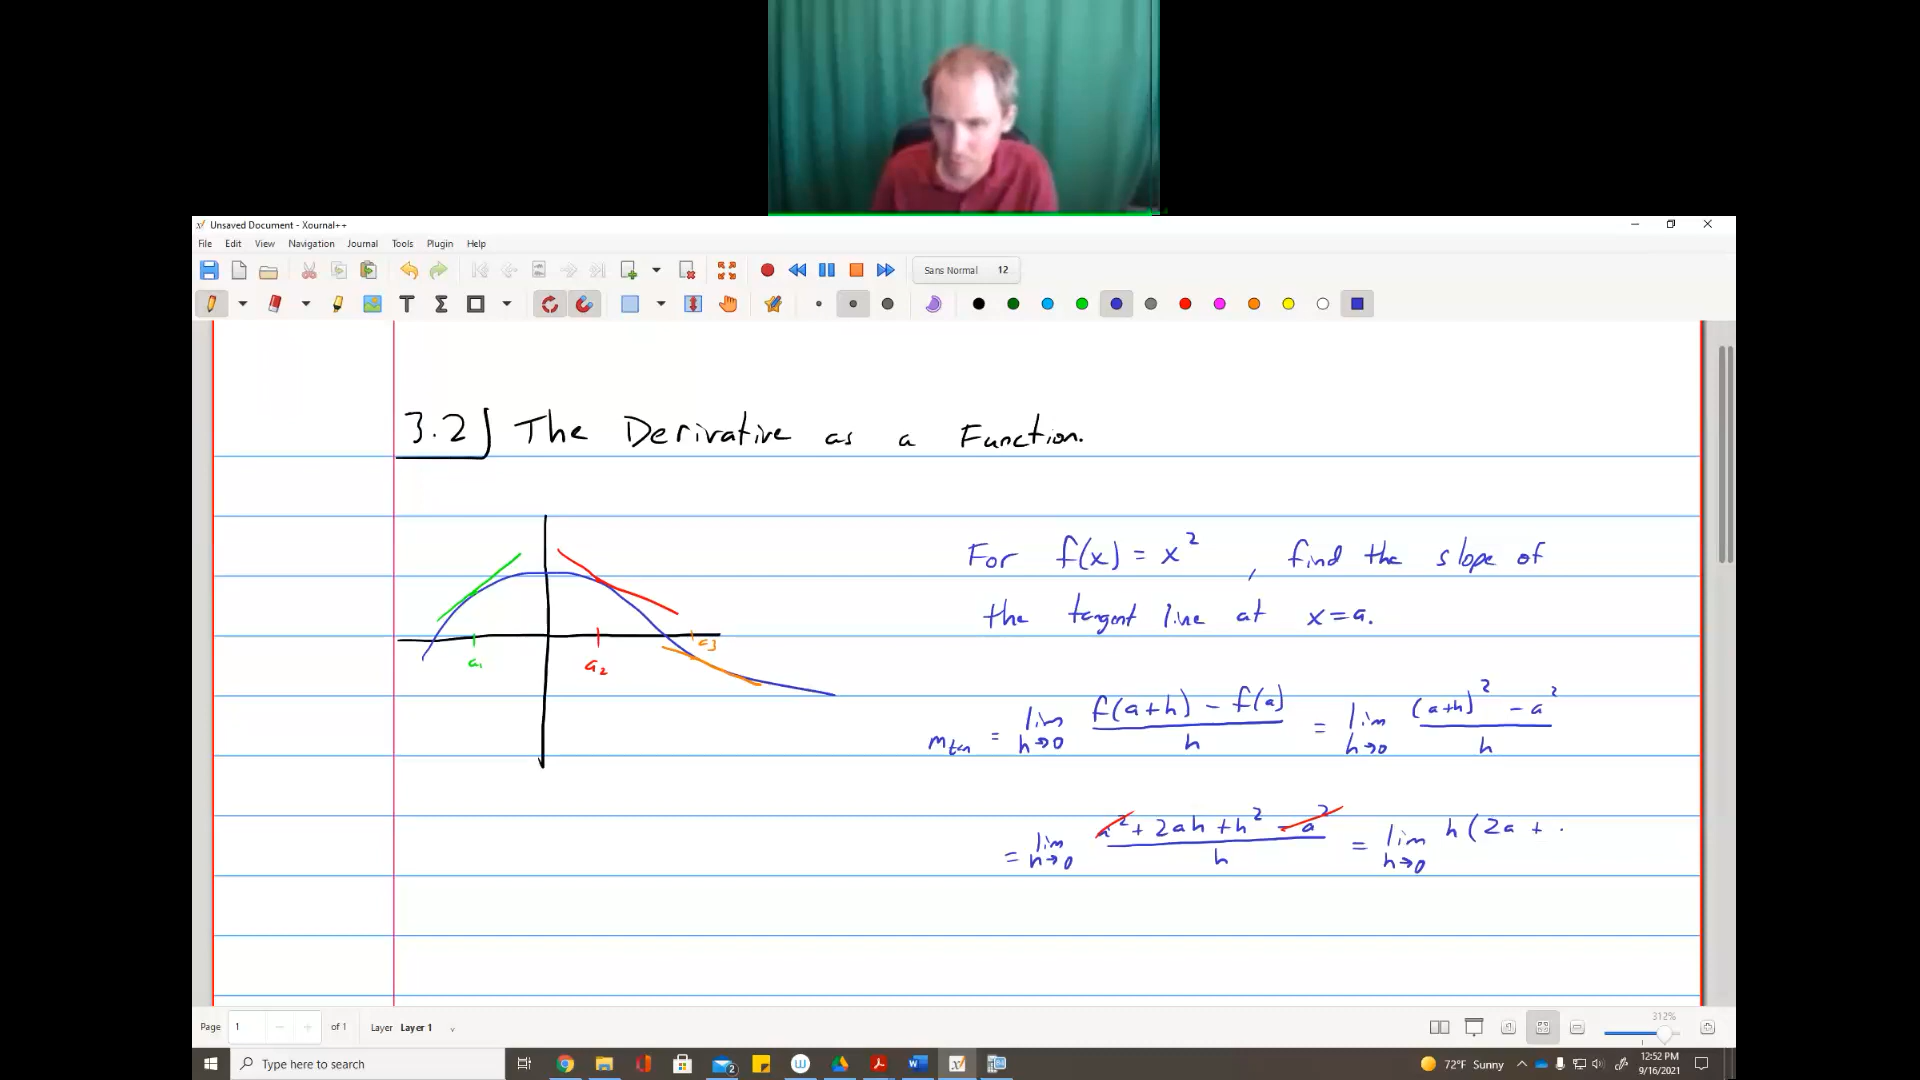 Unsaved Document - Xournal++
File Edit View Navigation Journal Tools Plugin Help
Sans Normal 12
3.2] The Derivative as a Function.
For f(x) = x², find the slope of
the tangent line at x=a.
a₁ a₂ a₃
mtan = lim h→0 f(a+h) - f(a) / h = lim h→0 (a+h)² - a² / h
= lim h→0 a² + 2ah + h² - a² / h = lim h→0 h(2a +
Page 1 of 1 Layer Layer 1
312%
Type here to search
2
72°F Sunny
12:52 PM
9/16/2021